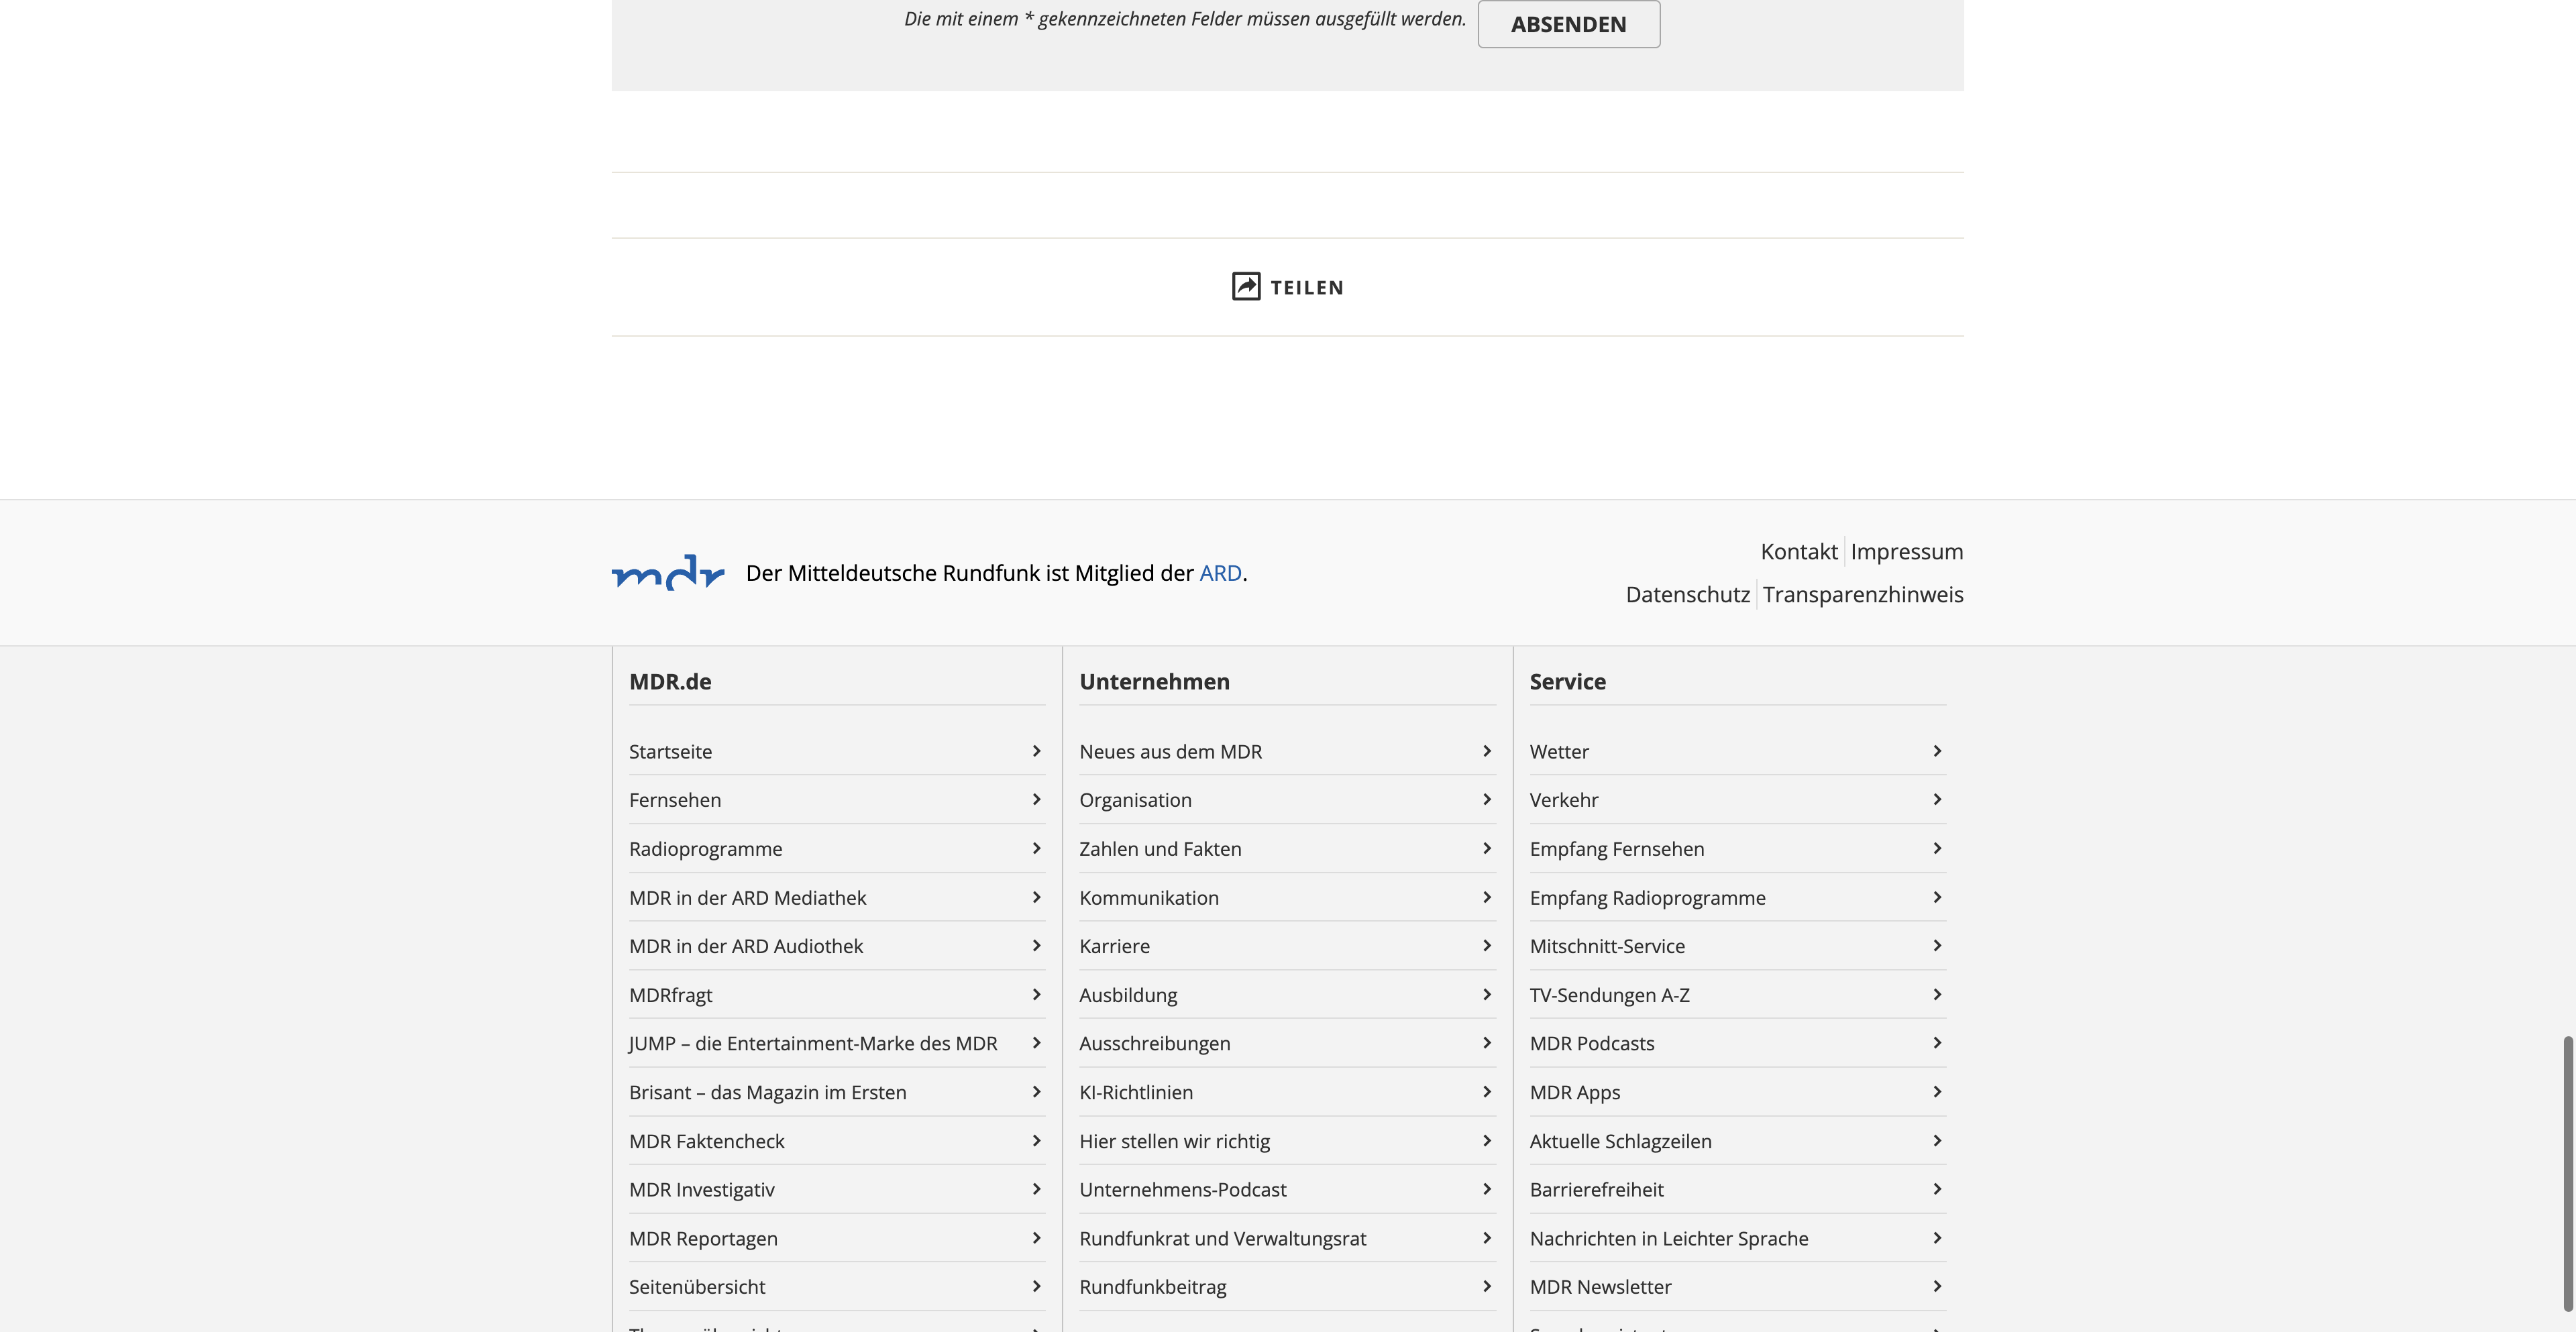 Die mit einem * gekennzeichneten Felder müssen ausgefüllt werden.
ABSENDEN
TEILEN
mdr
Der Mitteldeutsche Rundfunk ist Mitglied der ARD.
Kontakt
Impressum
Datenschutz
Transparenzhinweis
MDR.de
Startseite
Fernsehen
Radioprogramme
MDR in der ARD Mediathek
MDR in der ARD Audiothek
MDRfragt
JUMP – die Entertainment-Marke des MDR
Brisant – das Magazin im Ersten
MDR Faktencheck
MDR Investigativ
MDR Reportagen
Seitenübersicht
Unternehmen
Neues aus dem MDR
Organisation
Zahlen und Fakten
Kommunikation
Karriere
Ausbildung
Ausschreibungen
KI-Richtlinien
Hier stellen wir richtig
Unternehmens-Podcast
Rundfunkrat und Verwaltungsrat
Rundfunkbeitrag
Service
Wetter
Verkehr
Empfang Fernsehen
Empfang Radioprogramme
Mitschnitt-Service
TV-Sendungen A-Z
MDR Podcasts
MDR Apps
Aktuelle Schlagzeilen
Barrierefreiheit
Nachrichten in Leichter Sprache
MDR Newsletter